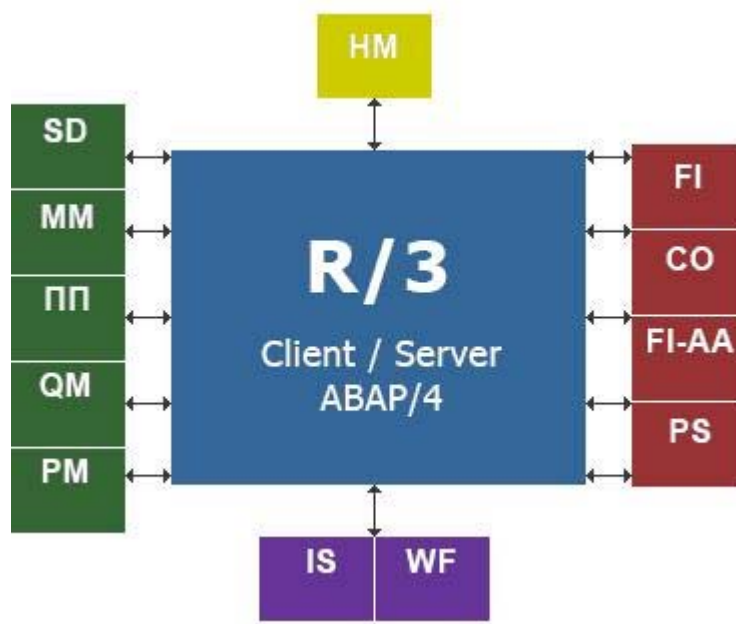 HM
SD
MM
ПП
QM
PM
R/3
Client / Server
ABAP/4
FI
CO
FI-AA
PS
IS
WF